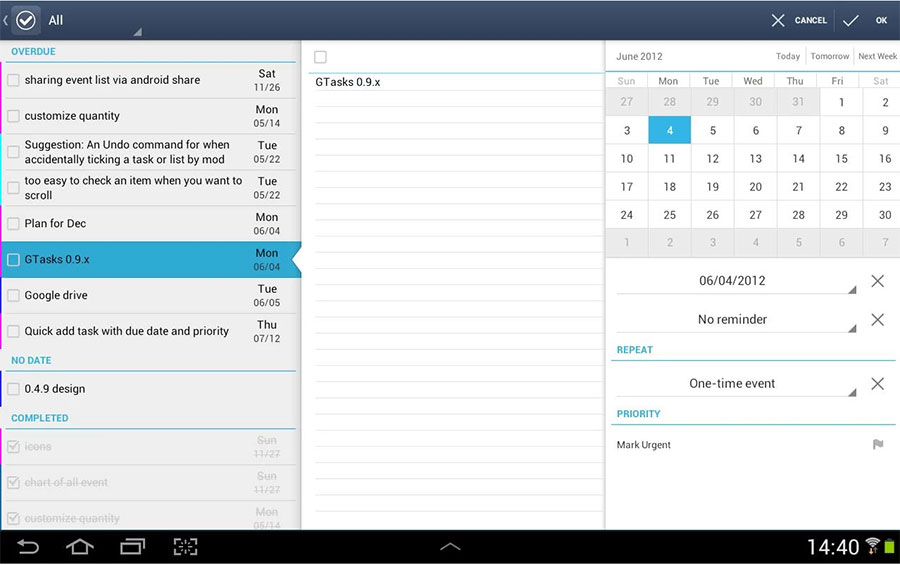 All
CANCEL
OK
OVERDUE
sharing event list via android share
Sat
11/26
customize quantity
Mon
05/14
Suggestion: An Undo command for when
accidentally ticking a task or list by mod
Tue
05/22
too easy to check an item when you want to
scroll
Tue
05/22
Plan for Dec
Mon
06/04
GTasks 0.9.x
Mon
06/04
Google drive
Tue
06/05
Quick add task with due date and priority
Thu
07/12
NO DATE
0.4.9 design
COMPLETED
icons
Sun
11/27
chart of all event
Sun
11/27
customize quantity
Mon
05/14
GTasks 0.9.x
June 2012 Today Tomorrow Next Week
Sun Mon Tue Wed Thu Fri Sat
27 28 29 30 31 1 2
3 4 5 6 7 8 9
10 11 12 13 14 15 16
17 18 19 20 21 22 23
24 25 26 27 28 29 30
1 2 3 4 5 6 7
06/04/2012
No reminder
REPEAT
One-time event
PRIORITY
Mark Urgent
14:40